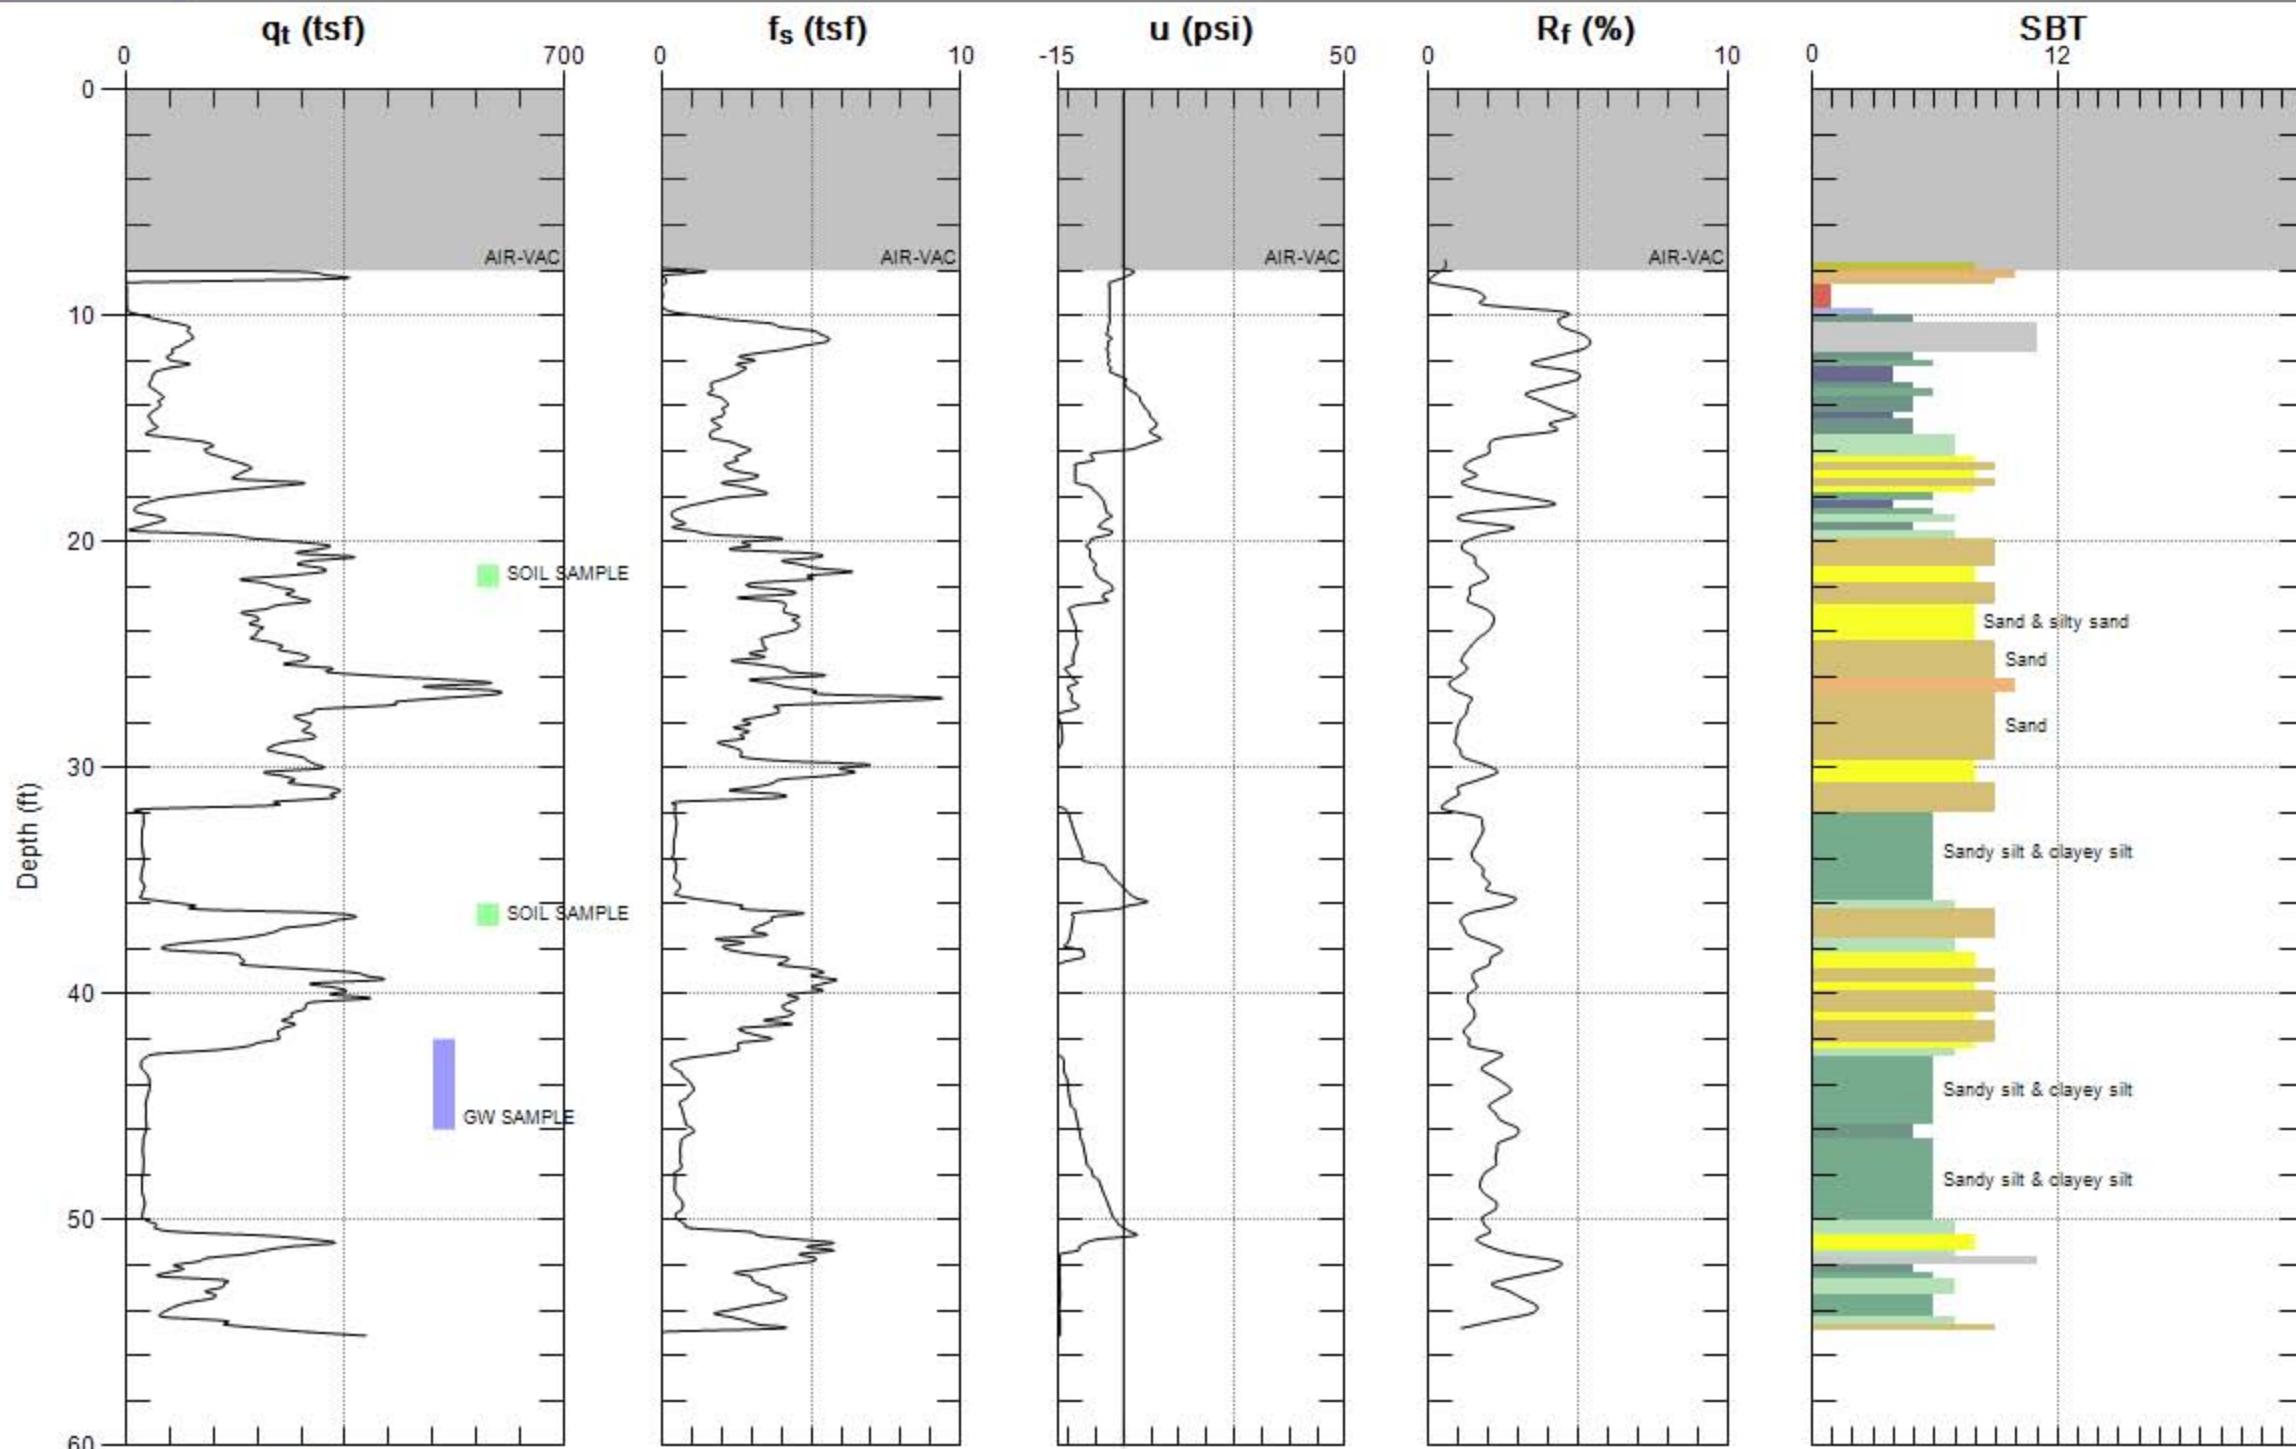 qt (tsf) fs (tsf) u (psi) Rf (%) SBT
0 700 0 10 -15 50 0 10 0 12
0
AIR-VAC AIR-VAC AIR-VAC AIR-VAC
10
20
SOIL SAMPLE
Sand & silty sand
Sand
Sand
30
Depth (ft)
Sandy silt & clayey silt
SOIL SAMPLE
40
Sandy silt & clayey silt
GW SAMPLE
Sandy silt & clayey silt
50
60